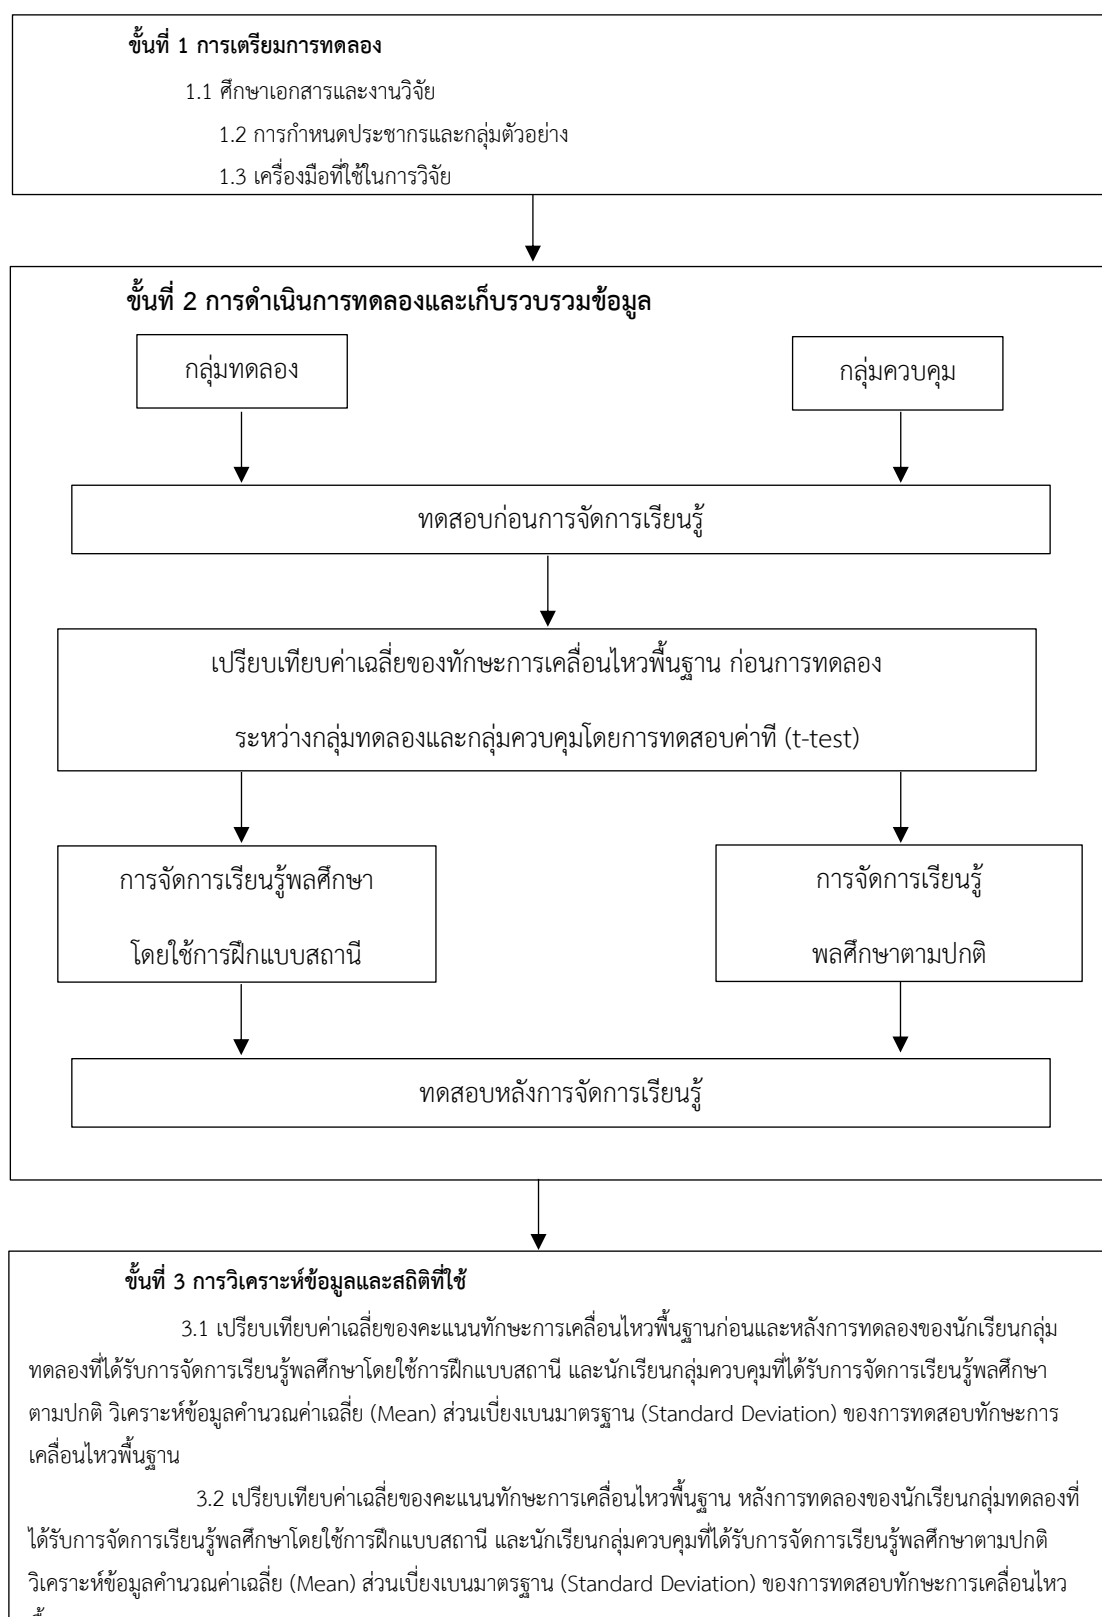 ขั้นที่ 1 การเตรียมการทดลอง
1.1 ศึกษาเอกสารและงานวิจัย
1.2 การกำหนดประชากรและกลุ่มตัวอย่าง
1.3 เครื่องมือที่ใช้ในการวิจัย
ขั้นที่ 2 การดำเนินการทดลองและเก็บรวบรวมข้อมูล
กลุ่มทดลอง
กลุ่มควบคุม
ทดสอบก่อนการจัดการเรียนรู้
เปรียบเทียบค่าเฉลี่ยของทักษะการเคลื่อนไหวพื้นฐาน ก่อนการทดลอง
ระหว่างกลุ่มทดลองและกลุ่มควบคุมโดยการทดสอบค่าที (t-test)
การจัดการเรียนรู้พลศึกษา
โดยใช้การฝึกแบบสถานี
การจัดการเรียนรู้
พลศึกษาตามปกติ
ทดสอบหลังการจัดการเรียนรู้
ขั้นที่ 3 การวิเคราะห์ข้อมูลและสถิติที่ใช้
3.1 เปรียบเทียบค่าเฉลี่ยของคะแนนทักษะการเคลื่อนไหวพื้นฐานก่อนและหลังการทดลองของนักเรียนกลุ่ม
ทดลองที่ได้รับการจัดการเรียนรู้พลศึกษาโดยใช้การฝึกแบบสถานี และนักเรียนกลุ่มควบคุมที่ได้รับการจัดการเรียนรู้พลศึกษา
ตามปกติ วิเคราะห์ข้อมูลคำนวณค่าเฉลี่ย (Mean) ส่วนเบี่ยงเบนมาตรฐาน (Standard Deviation) ของการทดสอบทักษะการ
เคลื่อนไหวพื้นฐาน
3.2 เปรียบเทียบค่าเฉลี่ยของคะแนนทักษะการเคลื่อนไหวพื้นฐาน หลังการทดลองของนักเรียนกลุ่มทดลองที่
ได้รับการจัดการเรียนรู้พลศึกษาโดยใช้การฝึกแบบสถานี และนักเรียนกลุ่มควบคุมที่ได้รับการจัดการเรียนรู้พลศึกษาตามปกติ
วิเคราะห์ข้อมูลคำนวณค่าเฉลี่ย (Mean) ส่วนเบี่ยงเบนมาตรฐาน (Standard Deviation) ของการทดสอบทักษะการเคลื่อนไหว